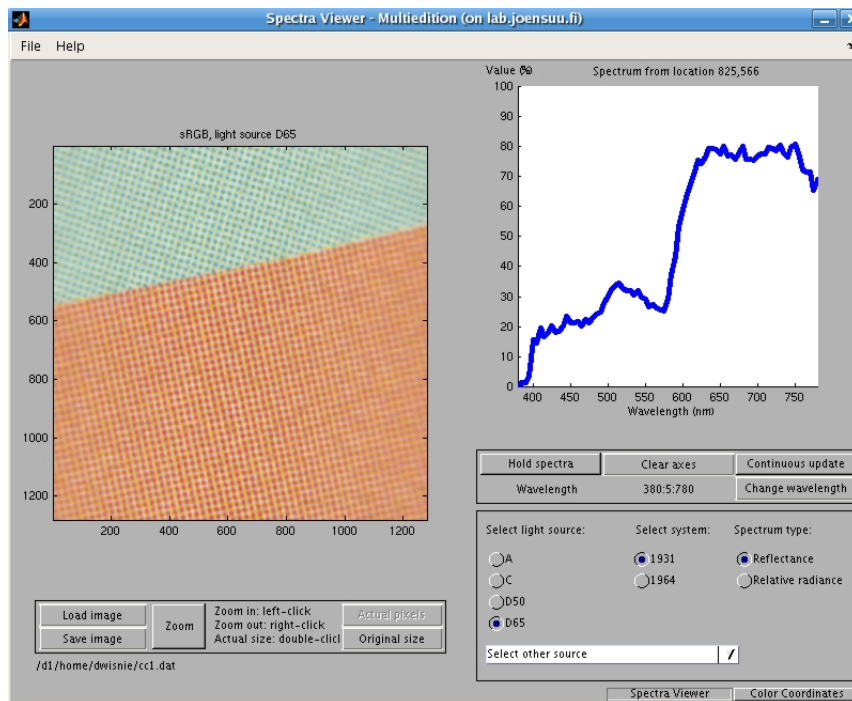 Spectra Viewer - Multiedition (on lab.joensuu.fi)
File Help
sRGB, light source D65
200
400
600
800
1000
1200
200 400 600 800 1000 1200
Value (%)
Spectrum from location 825,566
100
90
80
70
60
50
40
30
20
10
0
400 450 500 550 600 650 700 750
Wavelength (nm)
Hold spectra Clear axes Continuous update
Wavelength 380:5:780 Change wavelength
Select light source: Select system: Spectrum type:
A 1931 Reflectance
C 1964 Relative radiance
D50
D65
Select other source
Load image Zoom Zoom in: left-click Actual pixels
Zoom out: right-click
Save image Actual size: double-clicl Original size
/d1/home/dwisnie/cc1.dat
Spectra Viewer Color Coordinates